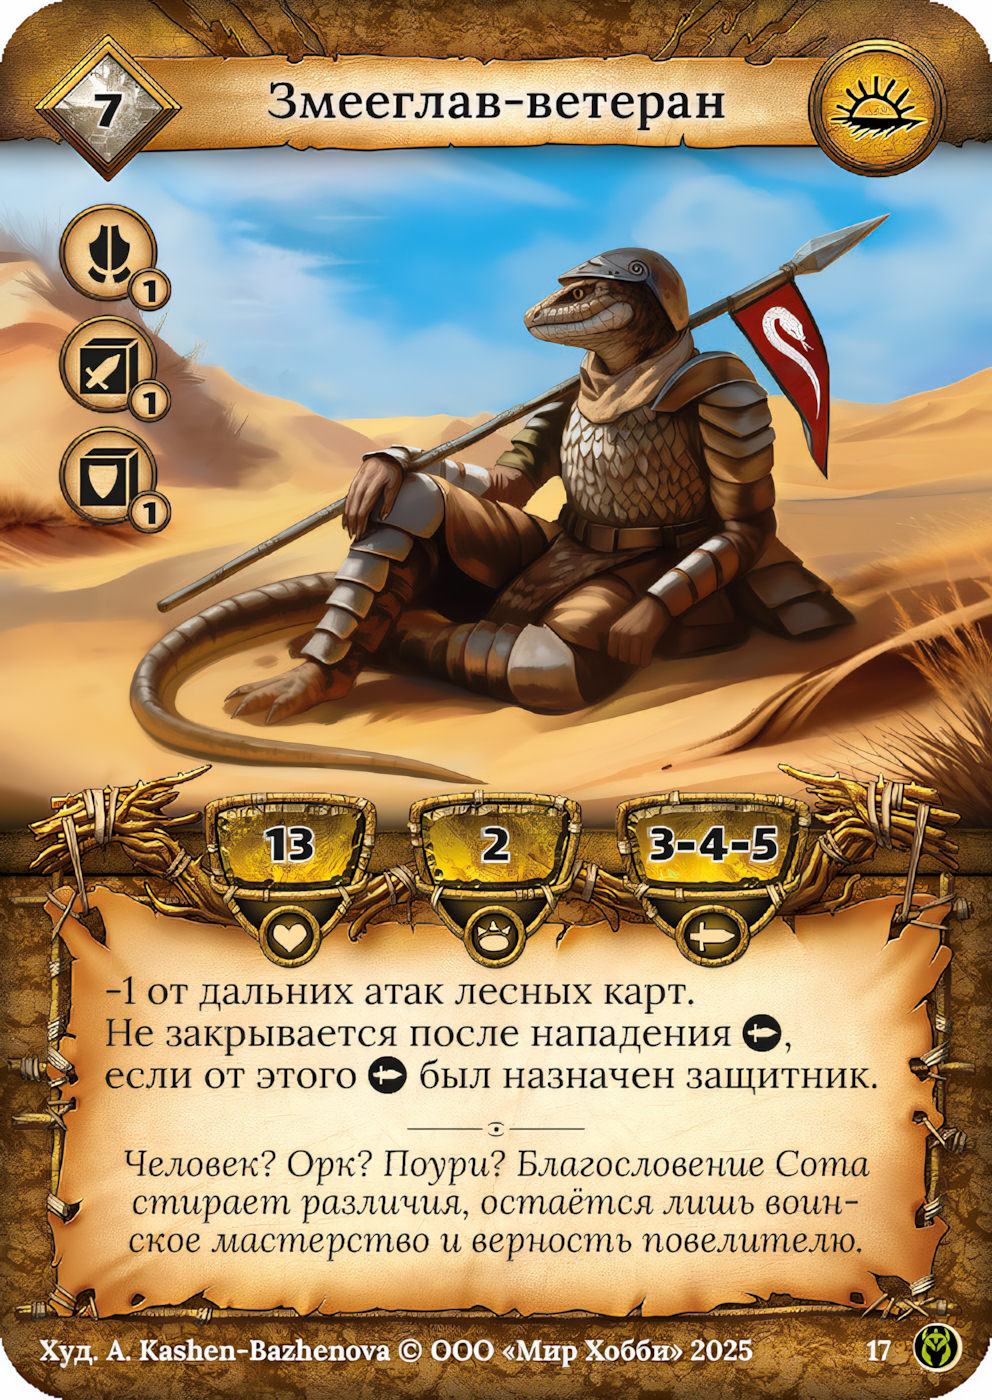 7
Змееглав-ветеран
1
1
1
13
2
3-4-5
-1 от дальних атак лесных карт.
Не закрывается после нападения ,
если от этого был назначен защитник.
Человек? Орк? Поури? Благословение Сота
стирает различия, остаётся лишь воин-
ское мастерство и верность повелителю.
Худ. А. Kashen-Bazhenova © ООО «Мир Хобби» 2025
17